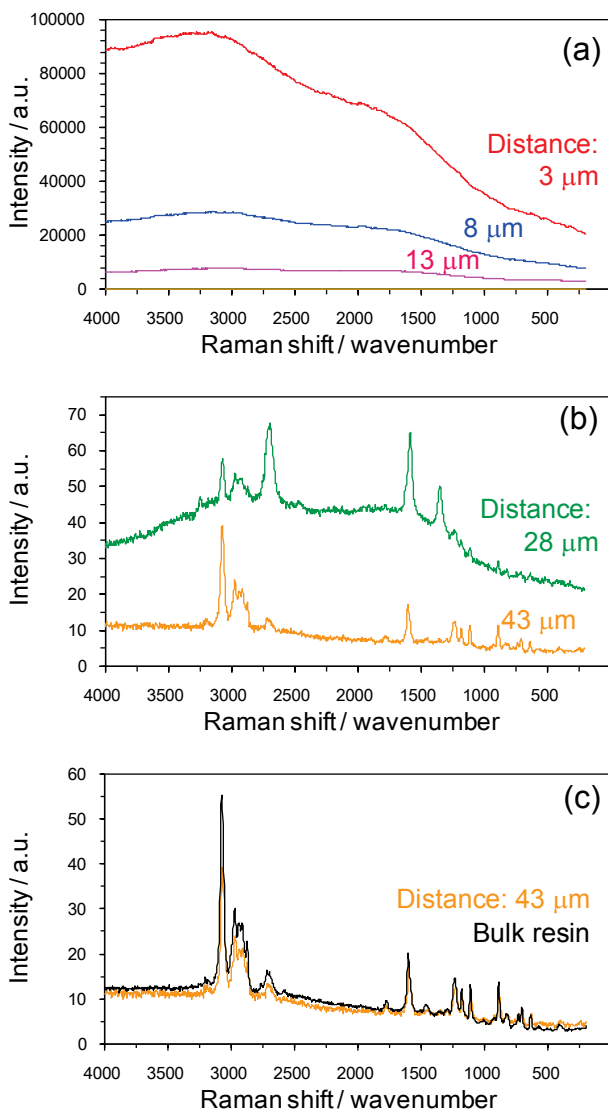 (a)
100000
80000
60000
40000
20000
0
Intensity / a.u.
Distance:
3 μm
8 μm
13 μm
4000 3500 3000 2500 2000 1500 1000 500
Raman shift / wavenumber
(b)
70
60
50
40
30
20
10
0
Intensity / a.u.
Distance:
28 μm
43 μm
4000 3500 3000 2500 2000 1500 1000 500
Raman shift / wavenumber
(c)
60
50
40
30
20
10
0
Intensity / a.u.
Distance: 43 μm
Bulk resin
4000 3500 3000 2500 2000 1500 1000 500
Raman shift / wavenumber